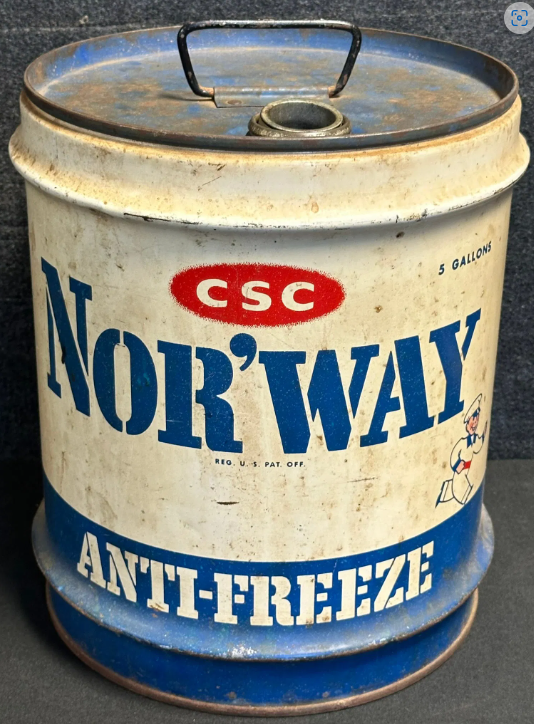 5 GALLONS
CSC
NOR'WAY
REG. U. S. PAT. OFF.
ANTI-FREEZE